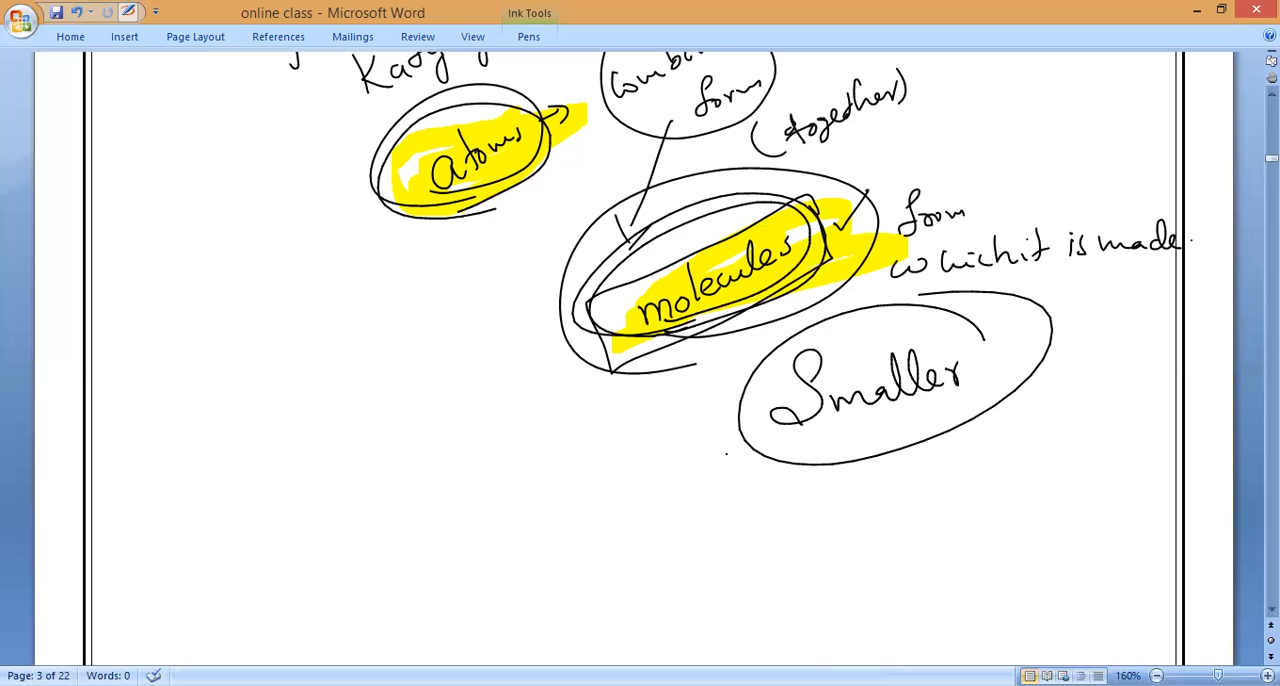 online class - Microsoft Word
Ink Tools
Home Insert Page Layout References Mailings Review View Pens
form
(together)
atoms
molecules
form
which it is made.
Smaller
Page: 3 of 22 Words: 0
160%